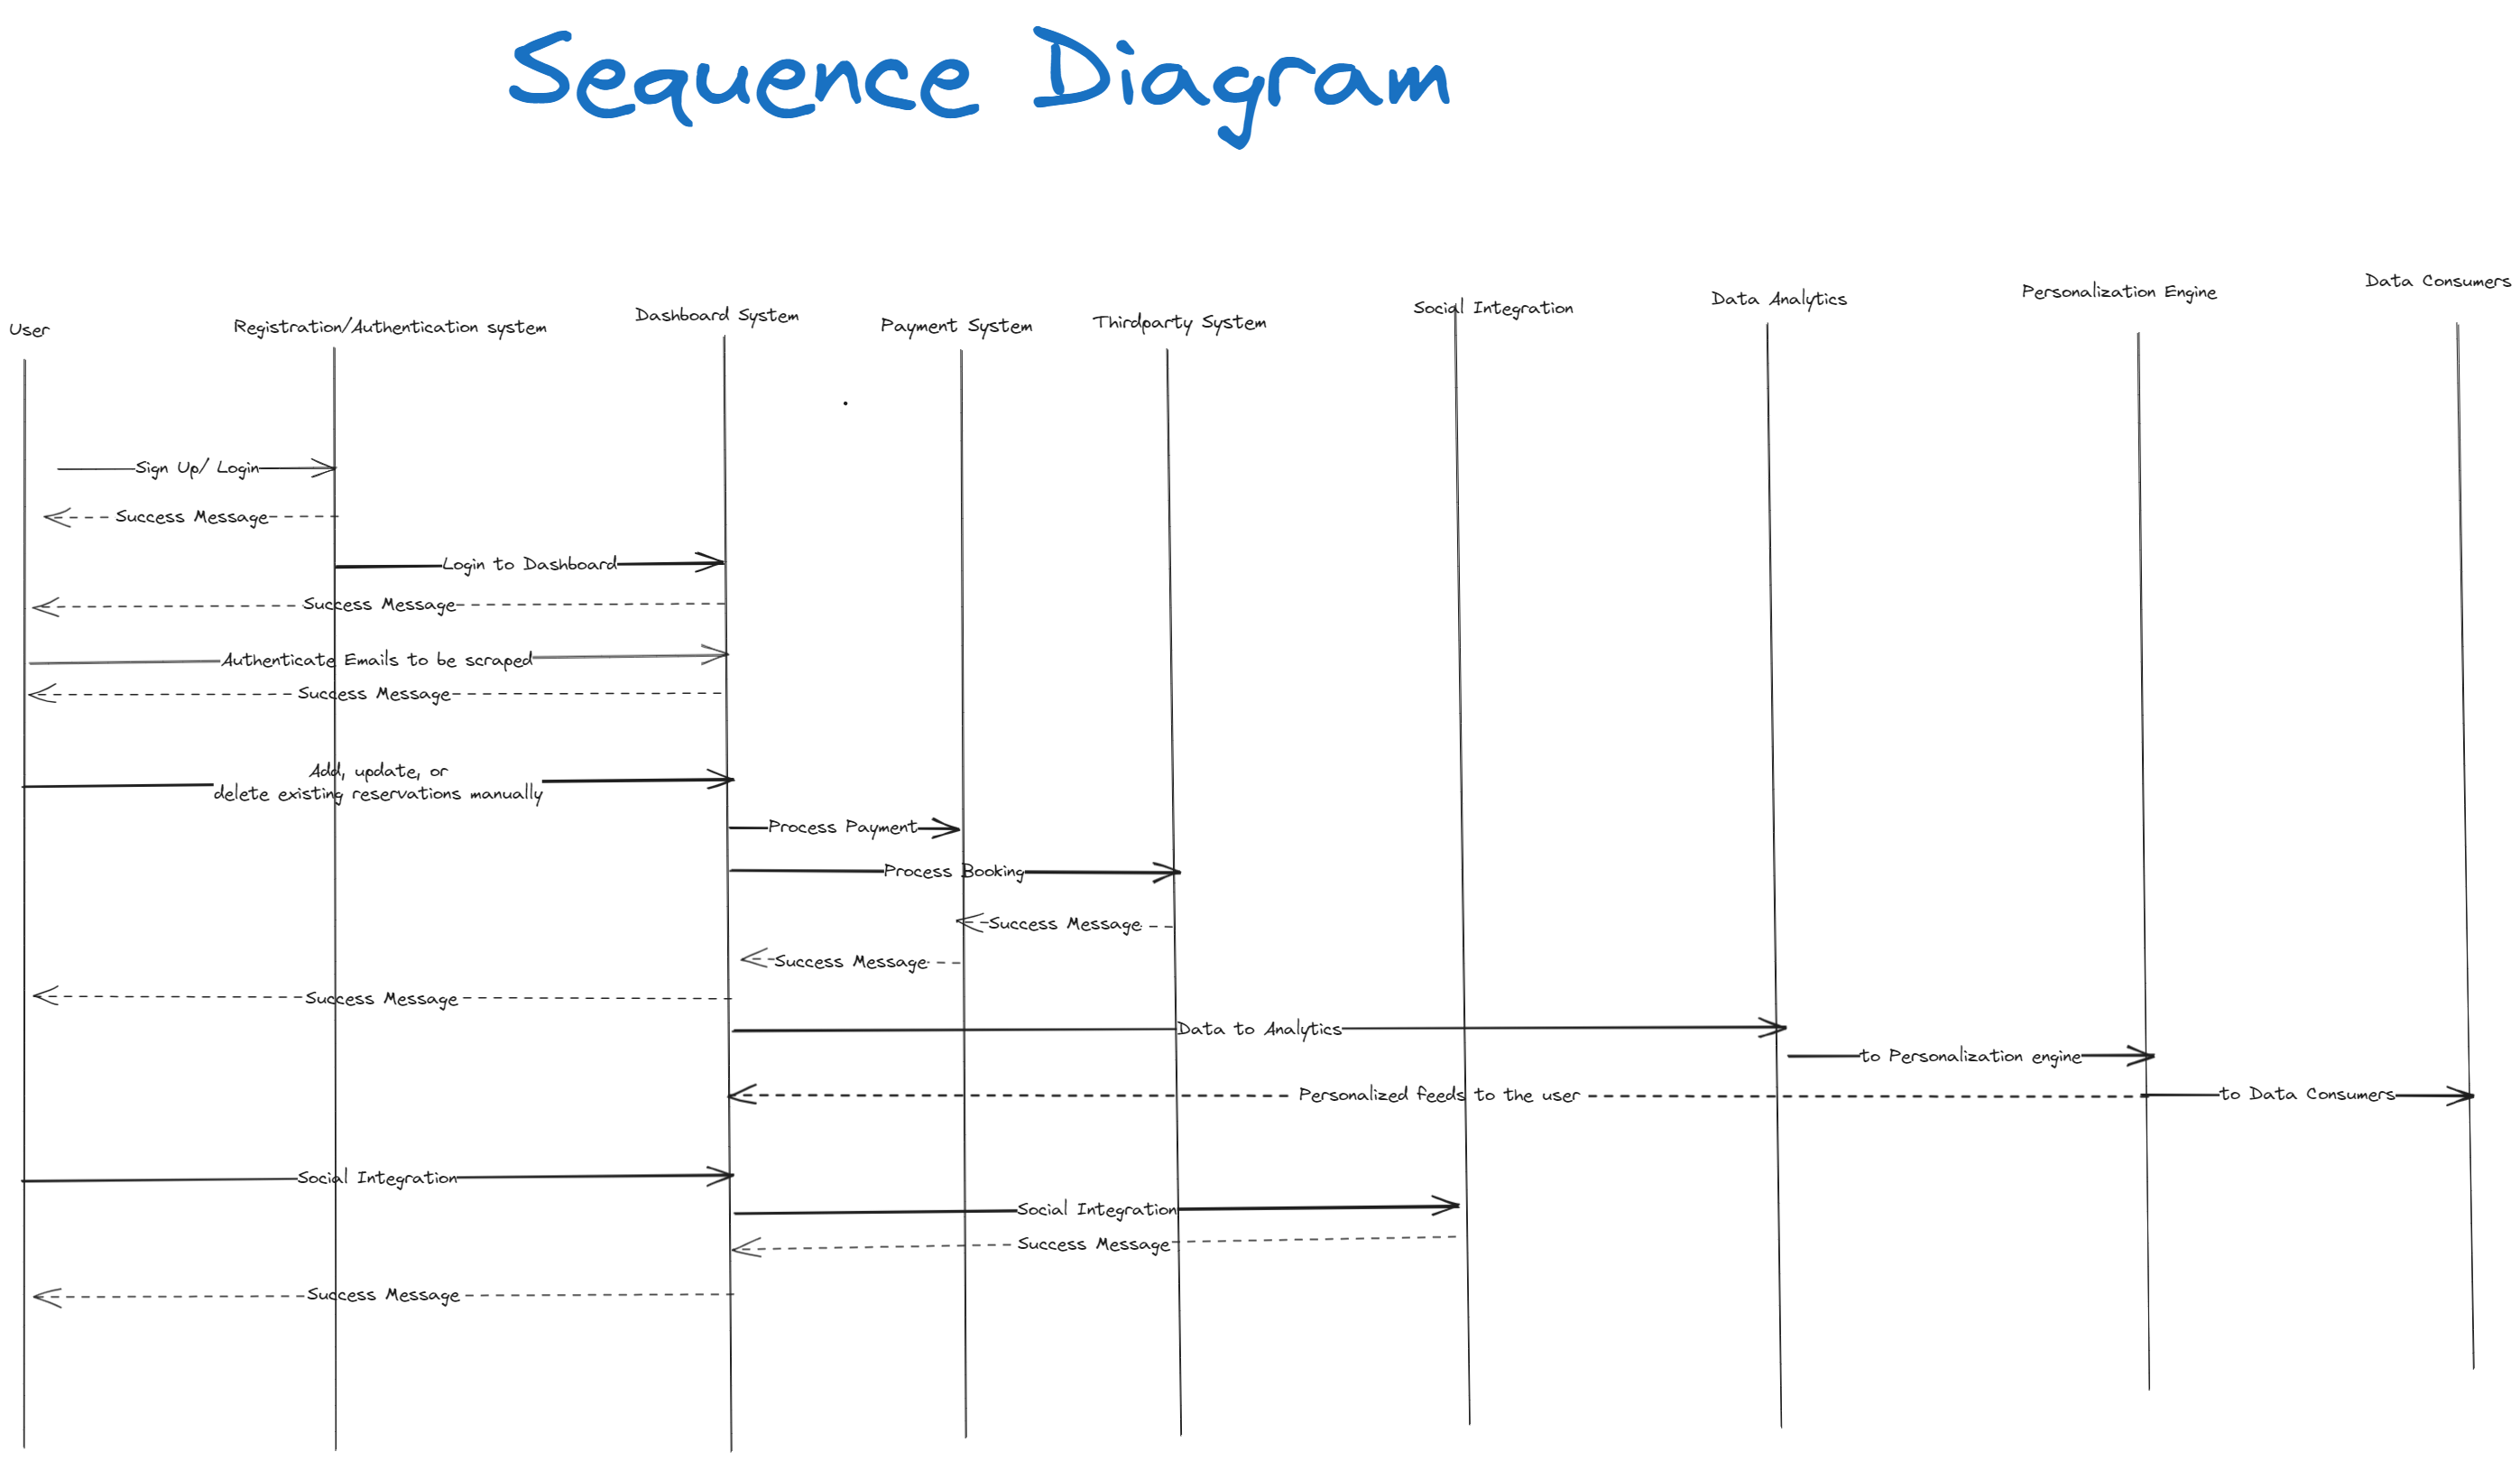 Sequence Diagram
User
Registration/Authentication system
Dashboard System
Payment System
Thirdparty System
Social Integration
Data Analytics
Personalization Engine
Data Consumers
Sign Up/ Login
Success Message
Login to Dashboard
Success Message
Authenticate Emails to be scraped
Success Message
Add, update, or
delete existing reservations manually
Process Payment
Process Booking
Success Message
Success Message
Success Message
Data to Analytics
to Personalization engine
Personalized feeds to the user
to Data Consumers
Social Integration
Social Integration
Success Message
Success Message